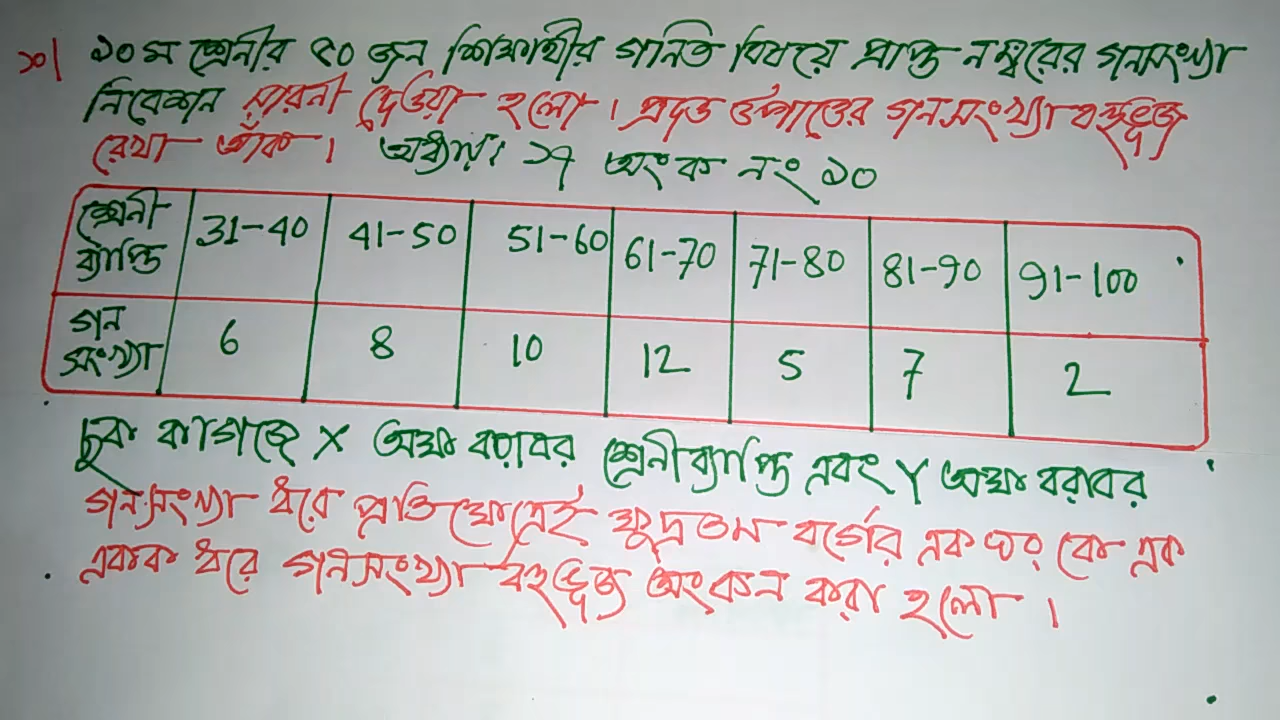 ১০। ১০ম শ্রেনীর ৫০ জন শিক্ষার্থীর গনিত বিষয়ে প্রাপ্ত নম্বরের গনসংখ্যা
নিবেশন সারনী দেওয়া হলো। প্রদত্ত উপাত্তের গনসংখ্যা বহুভূজ
রেখা আঁক। অধ্যায়ঃ ১৭ অংক নং ১০
শ্রেনী ব্যাপ্তি 31-40 41-50 51-60 61-70 71-80 81-90 91-100
গন সংখ্যা 6 8 10 12 5 7 2
ছক কাগজে X অক্ষ বরাবর শ্রেনীব্যাপ্তি এবং Y অক্ষ বরাবর
গনসংখ্যা ধরে প্রতিক্ষেত্রেই ক্ষুদ্রতম বর্গের এক ঘর কে এক
একক ধরে গনসংখ্যা বহুভূজ অংকন করা হলো।